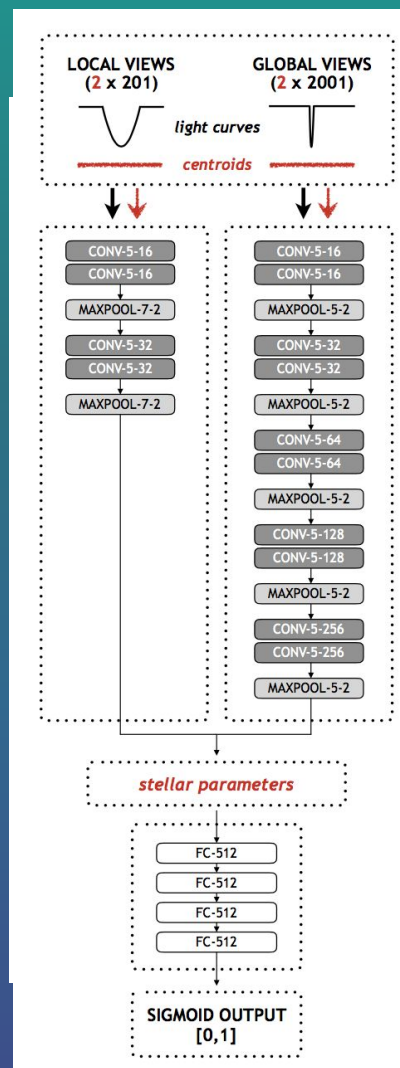 LOCAL VIEWS
(2 x 201)
GLOBAL VIEWS
(2 x 2001)
light curves
centroids
CONV-5-16
CONV-5-16
MAXPOOL-7-2
CONV-5-32
CONV-5-32
MAXPOOL-7-2
CONV-5-16
CONV-5-16
MAXPOOL-5-2
CONV-5-32
CONV-5-32
MAXPOOL-5-2
CONV-5-64
CONV-5-64
MAXPOOL-5-2
CONV-5-128
CONV-5-128
MAXPOOL-5-2
CONV-5-256
CONV-5-256
MAXPOOL-5-2
stellar parameters
FC-512
FC-512
FC-512
FC-512
SIGMOID OUTPUT
[0,1]